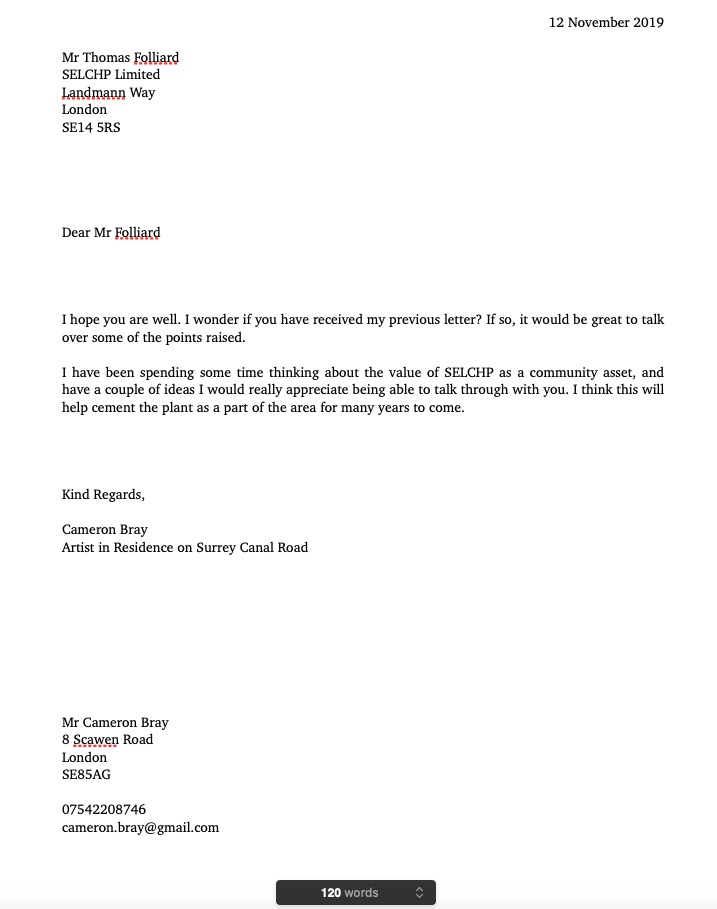 12 November 2019
Mr Thomas Folliard
SELCHP Limited
Landmann Way
London
SE14 5RS
Dear Mr Folliard
I hope you are well. I wonder if you have received my previous letter? If so, it would be great to talk
over some of the points raised.
I have been spending some time thinking about the value of SELCHP as a community asset, and
have a couple of ideas I would really appreciate being able to talk through with you. I think this will
help cement the plant as a part of the area for many years to come.
Kind Regards,
Cameron Bray
Artist in Residence on Surrey Canal Road
Mr Cameron Bray
8 Scawen Road
London
SE85AG
07542208746
cameron.bray@gmail.com
120 words